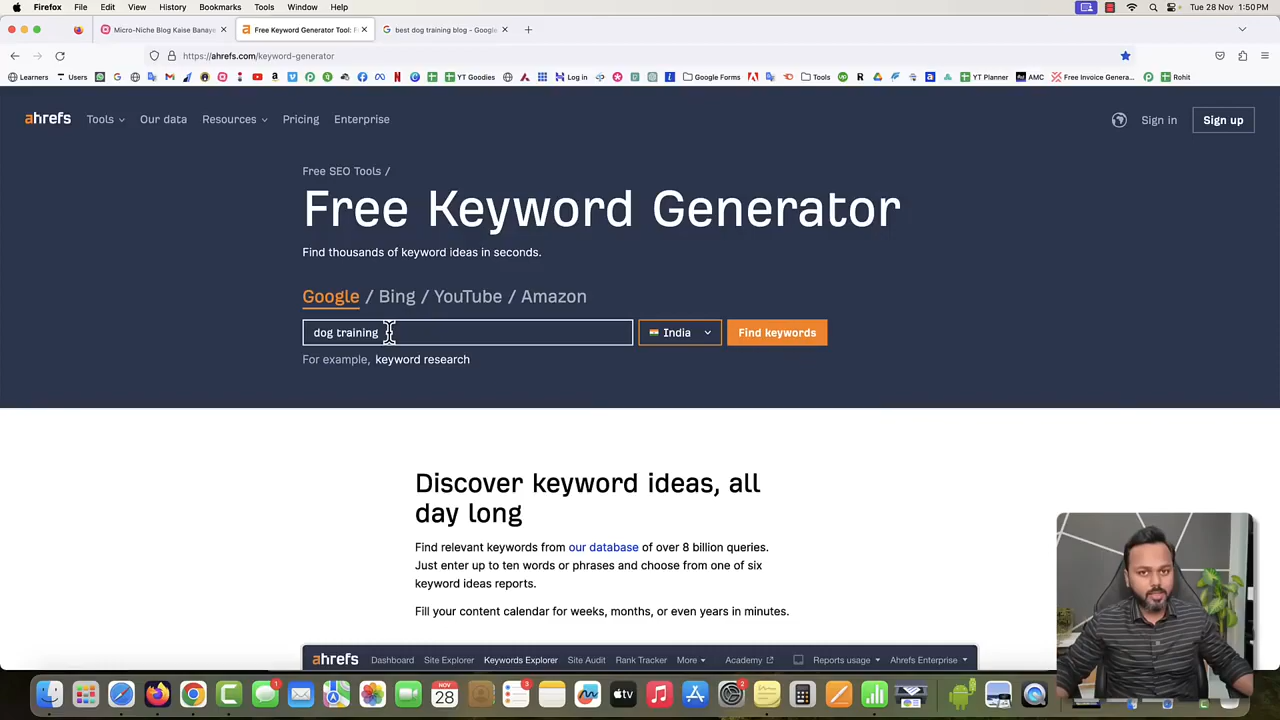 Firefox File Edit View History Bookmarks Tools Window Help Tue 28 Nov 1:50 PM
Micro-Niche Blog Kaise Banaye
Free Keyword Generator Tool: F
best dog training blog - Google
https://ahrefs.com/keyword-generator
Learners Users YT Goodies Log in Google Forms Tools YT Planner AMC Free Invoice Genera... Rohit
ahrefs Tools Our data Resources Pricing Enterprise Sign in Sign up
Free SEO Tools /
Free Keyword Generator
Find thousands of keyword ideas in seconds.
Google / Bing / YouTube / Amazon
dog training India Find keywords
For example, keyword research
Discover keyword ideas, all
day long
Find relevant keywords from our database of over 8 billion queries.
Just enter up to ten words or phrases and choose from one of six
keyword ideas reports.
Fill your content calendar for weeks, months, or even years in minutes.
ahrefs Dashboard Site Explorer Keywords Explorer Site Audit Rank Tracker More Academy Reports usage Ahrefs Enterprise
1 NOV 28 3 tv 2